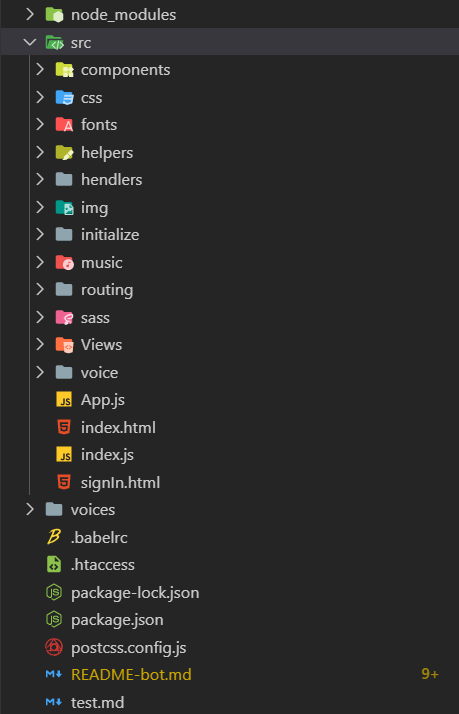 node_modules
src
components
css
fonts
helpers
hendlers
img
initialize
music
routing
sass
Views
voice
App.js
index.html
index.js
signIn.html
voices
.babelrc
.htaccess
package-lock.json
package.json
postcss.config.js
README-bot.md 9+
test.md